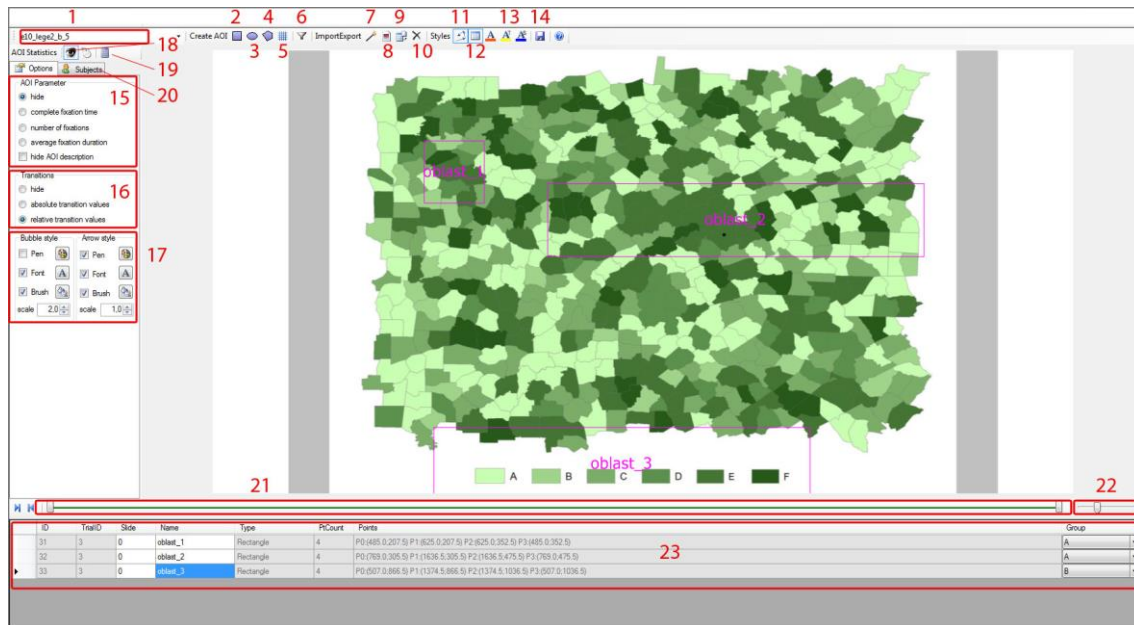 1 2 4 6 7 9 11 13 14
e10_lege2_b_5 Create AOI ImportExport Styles A A A
18 3 5 8 10 12
AOI Statistics
19
Options Subjects
20
AOI Parameter
15
hide
complete fixation time
number of fixations
average fixation duration
hide AOI description
Transitions
16
hide
absolute transition values
relative transition values
Bubble style Arrow style
17
Pen Pen
Font A Font A
Brush Brush
scale 2,0 scale 1,0
oblast_1
oblast_2
oblast_3
A B C D E F
21 22
ID TrialID Slide Name Type PtCount Points Group
31 3 0 oblast_1 Rectangle 4 P0:(485.0;207.5) P1:(625.0;207.5) P2:(625.0;352.5) P3:(485.0;352.5) A
23
32 3 0 oblast_2 Rectangle 4 P0:(769.0;305.5) P1:(1636.5;305.5) P2:(1636.5;475.5) P3:(769.0;475.5) A
33 3 0 oblast_3 Rectangle 4 P0:(507.0;866.5) P1:(1374.5;866.5) P2:(1374.5;1036.5) P3:(507.0;1036.5) B